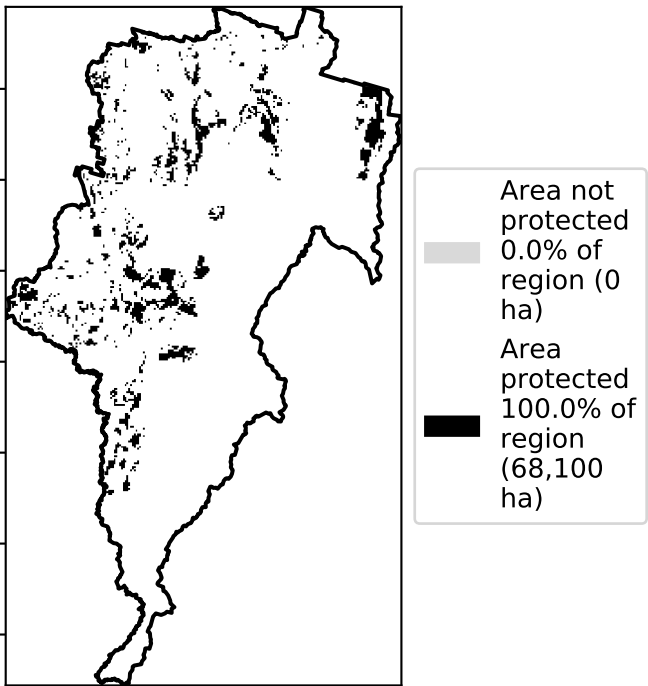 Area not
protected
0.0% of
region (0
ha)
Area
protected
100.0% of
region
(68,100
ha)